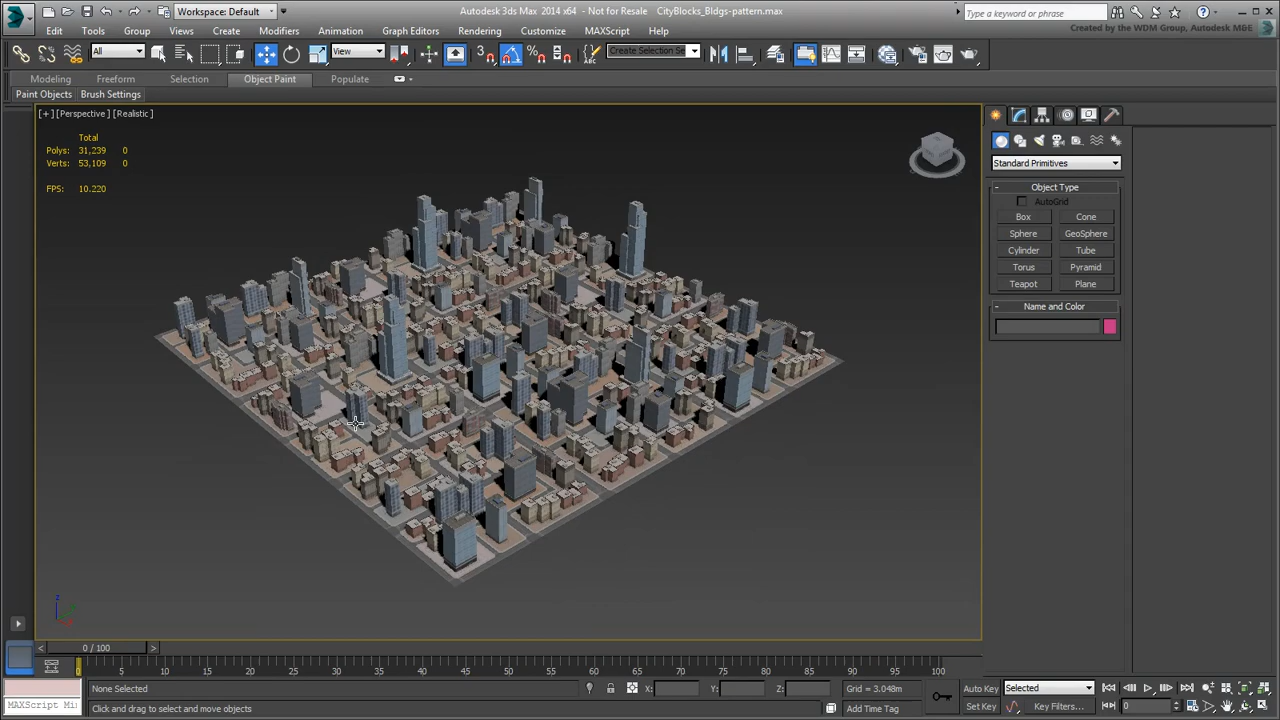 Workspace: Default
Autodesk 3ds Max 2014 x64 - Not for Resale CityBlocks_Bldgs-pattern.max
Type a keyword or phrase
Edit Tools Group Views Create Modifiers Animation Graph Editors Rendering Customize MAXScript Help
Created by the WDM Group, Autodesk M&E
All View Create Selection Se
Modeling Freeform Selection Object Paint Populate
Paint Objects Brush Settings
[+] [Perspective] [Realistic]
Total
Polys: 31,239 0
Verts: 53,109 0
FPS: 10.220
Standard Primitives
- Object Type
AutoGrid
Box Cone
Sphere GeoSphere
Cylinder Tube
Torus Pyramid
Teapot Plane
- Name and Color
z
< 0 / 100 >
0 5 10 15 20 25 30 35 40 45 50 55 60 65 70 75 80 85 90 95 100
None Selected X: Y: Z: Grid = 3.048m Auto Key Selected
MAXScript Mi
Click and drag to select and move objects Add Time Tag Set Key Key Filters... 0